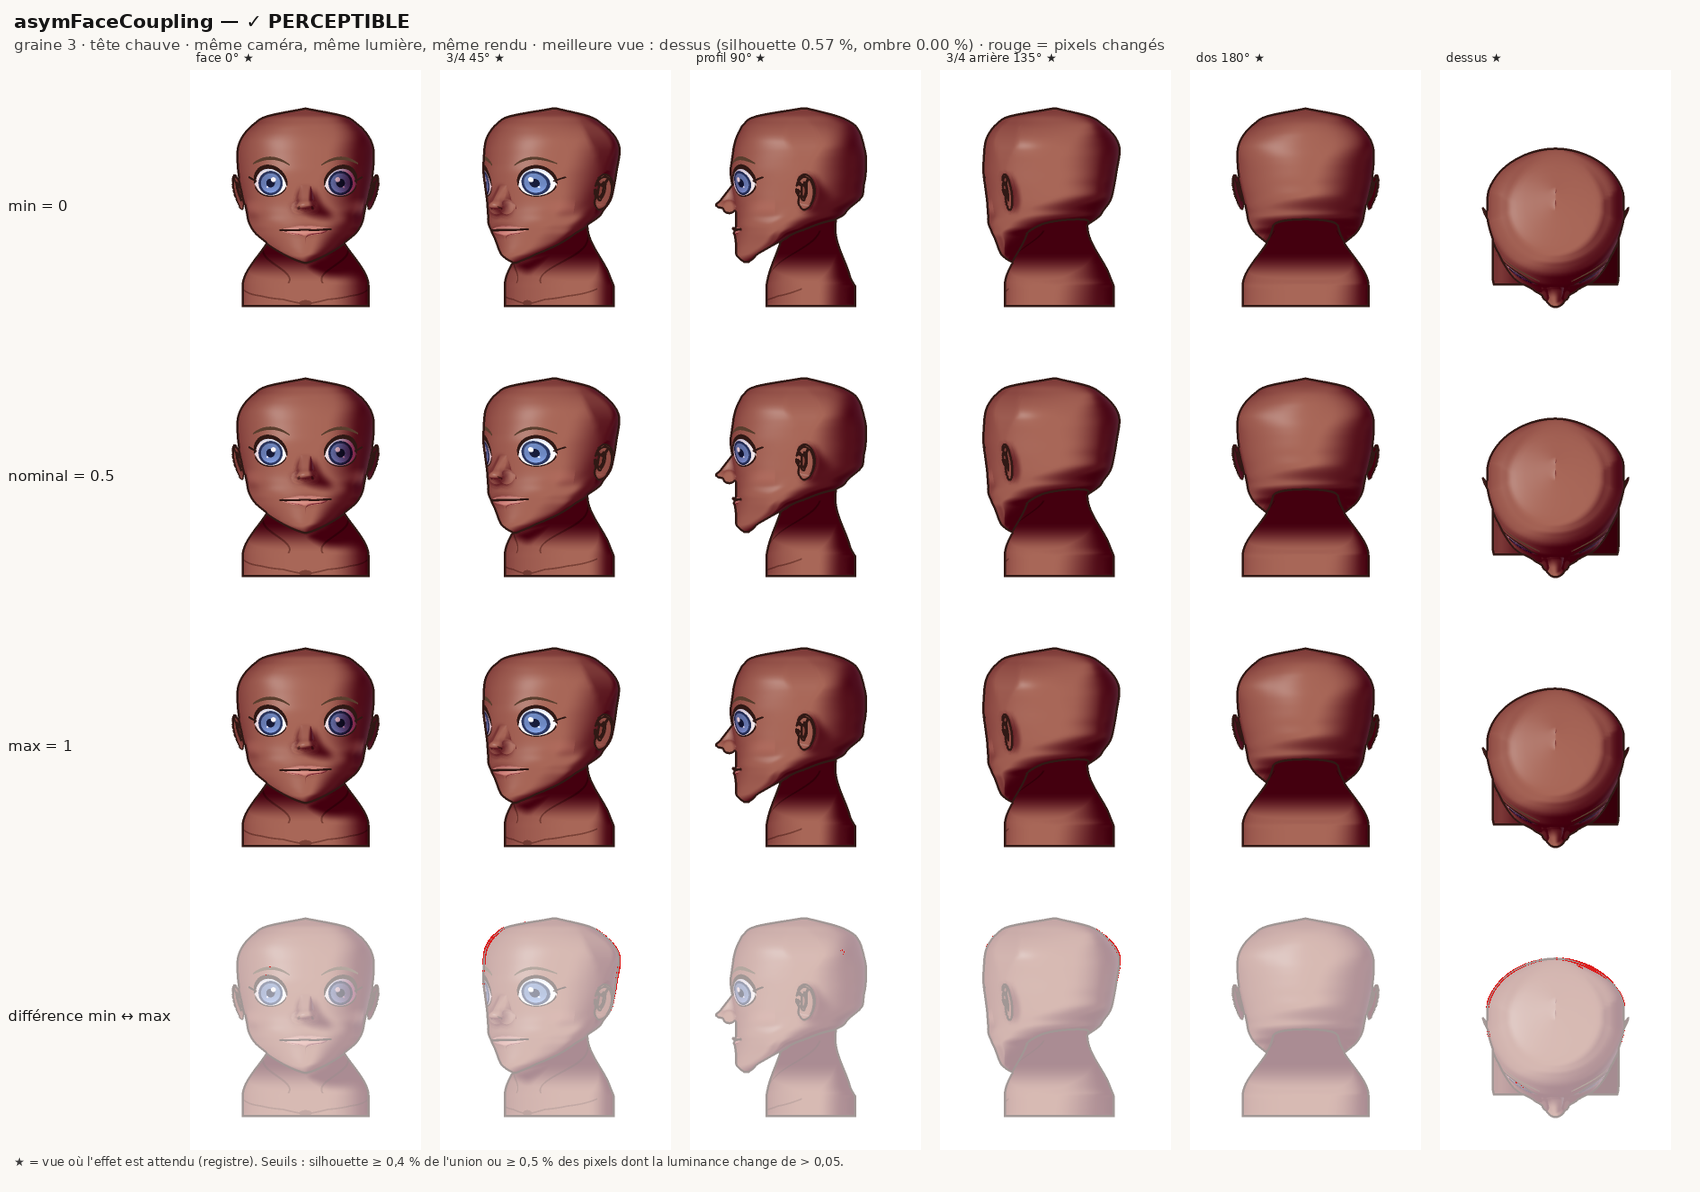 asymFaceCoupling — ✓ PERCEPTIBLE
graine 3 · tête chauve · même caméra, même lumière, même rendu · meilleure vue : dessus (silhouette 0.57 %, ombre 0.00 %) · rouge = pixels changés
face 0° ★ 3/4 45° ★ profil 90° ★ 3/4 arrière 135° ★ dos 180° ★ dessus ★
min = 0
nominal = 0.5
max = 1
différence min ↔ max
★ = vue où l'effet est attendu (registre). Seuils : silhouette ≥ 0,4 % de l'union ou ≥ 0,5 % des pixels dont la luminance change de > 0,05.